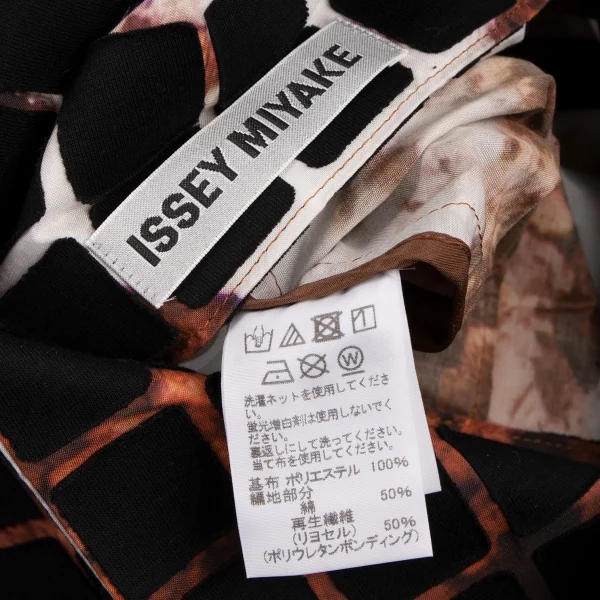 ISSEY MIYAKE
W
洗濯ネットを使用してくださ
い。
蛍光増白剤は使用しないでく
ださい。
裏返しにして洗ってください。
当て布を使用してください。
基布 ポリエステル 100%
編地部分
綿 50%
再生繊維
(リヨセル) 50%
(ポリウレタンボンディング)